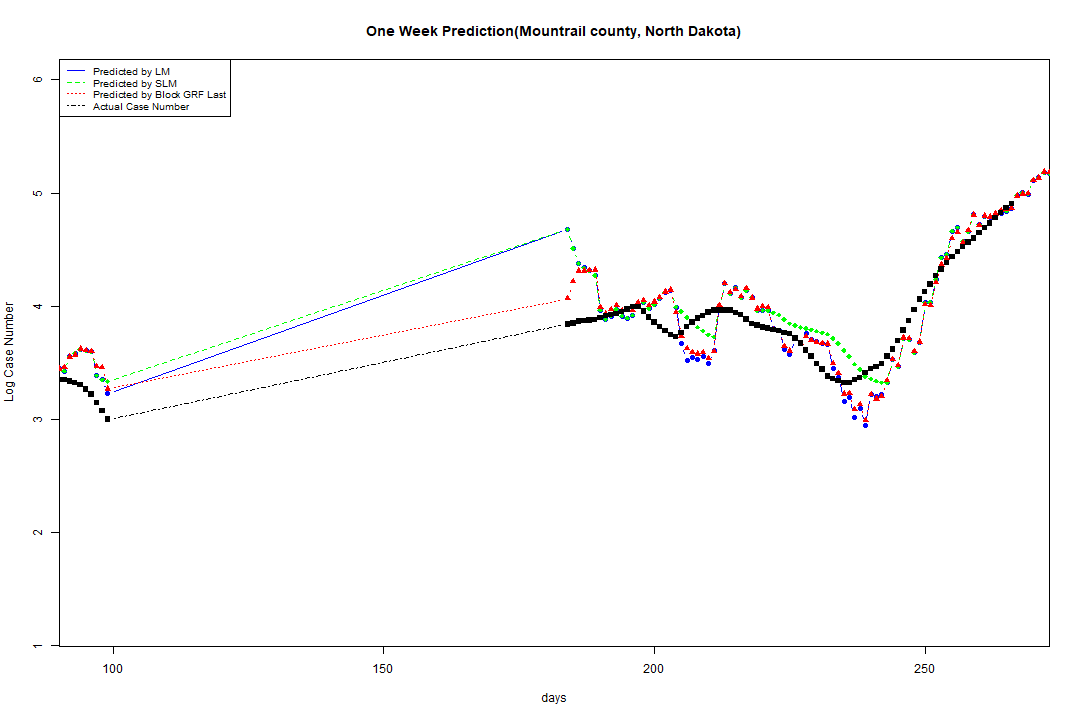 One Week Prediction(Mountrail county, North Dakota)
Predicted by LM
Predicted by SLM
Predicted by Block GRF Last
Actual Case Number
6
5
4
3
2
1
Log Case Number
100
150
200
250
days